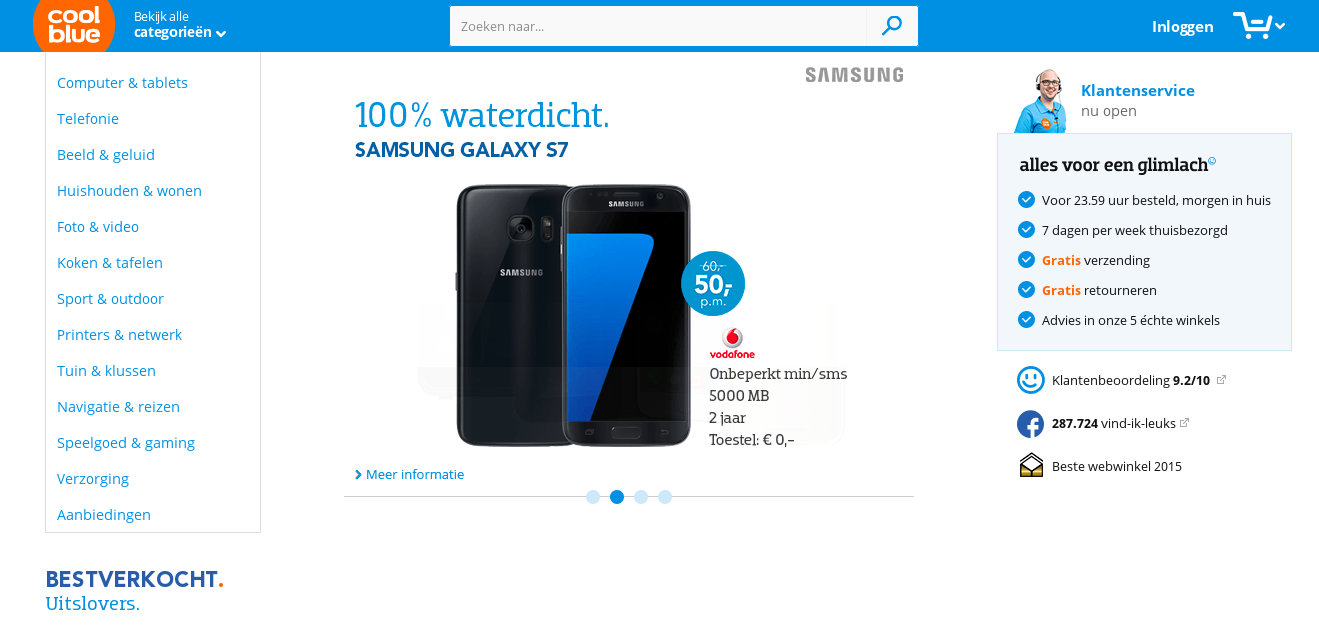 cool
blue
Bekijk alle
categorieën
Zoeken naar...
Inloggen
Computer & tablets
Telefonie
Beeld & geluid
Huishouden & wonen
Foto & video
Koken & tafelen
Sport & outdoor
Printers & netwerk
Tuin & klussen
Navigatie & reizen
Speelgoed & gaming
Verzorging
Aanbiedingen
SAMSUNG
100% waterdicht.
SAMSUNG GALAXY S7
SAMSUNG
SAMSUNG
60,-
50,-
p.m.
vodafone
Onbeperkt min/sms
5000 MB
2 jaar
Toestel: € 0,-
Meer informatie
Klantenservice
nu open
alles voor een glimlach
Voor 23.59 uur besteld, morgen in huis
7 dagen per week thuisbezorgd
Gratis verzending
Gratis retourneren
Advies in onze 5 échte winkels
Klantenbeoordeling 9.2/10
287.724 vind-ik-leuks
Beste webwinkel 2015
BESTVERKOCHT.
Uitslovers.